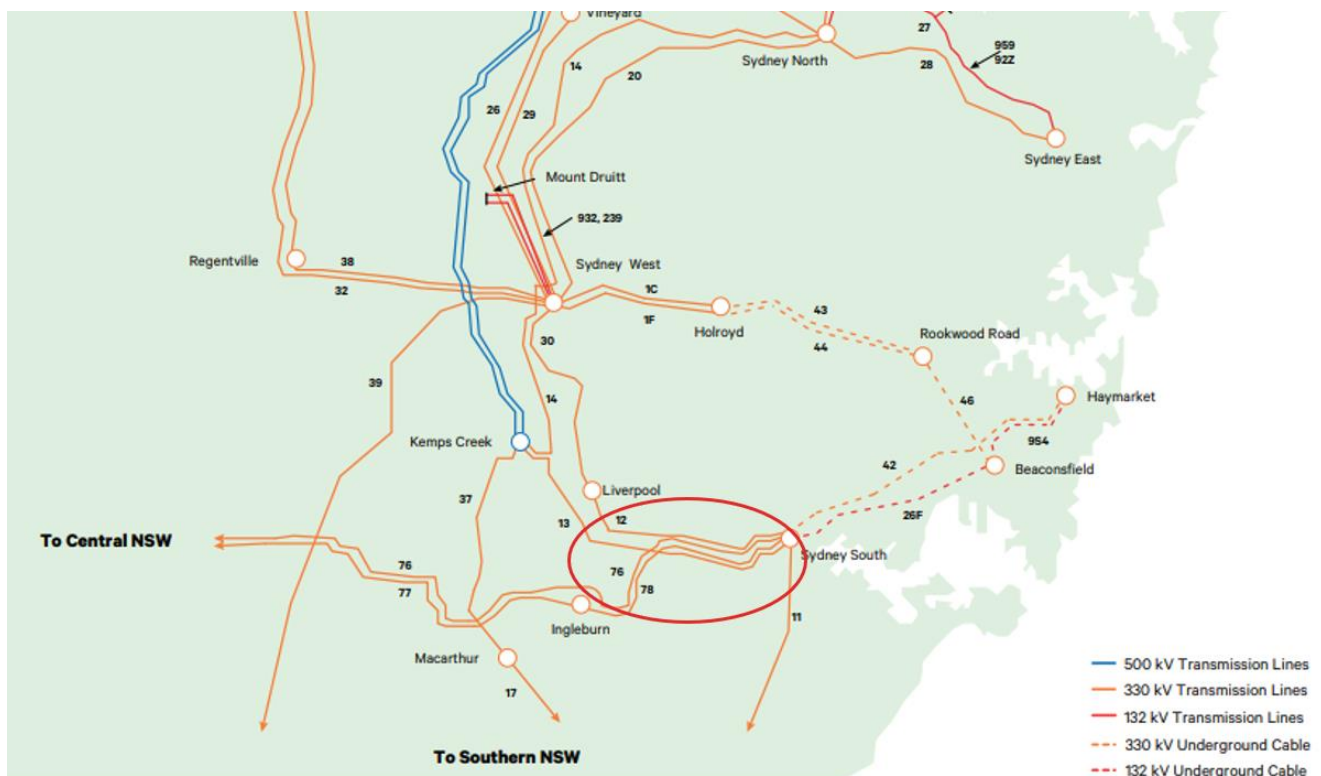 Vineyard
27
959
92Z
14
Sydney North
28
20
26
29
Sydney East
Mount Druitt
932, 239
Regentville
38
Sydney West
32
1C
1F
43
Holroyd
Rookwood Road
30
44
39
46
Haymarket
14
Kemps Creek
9S4
42
Beaconsfield
Liverpool
37
26F
12
13
To Central NSW
Sydney South
76
76
78
77
11
Ingleburn
Macarthur
17
500 kV Transmission Lines
330 kV Transmission Lines
132 kV Transmission Lines
330 kV Underground Cable
132 kV Underground Cable
To Southern NSW